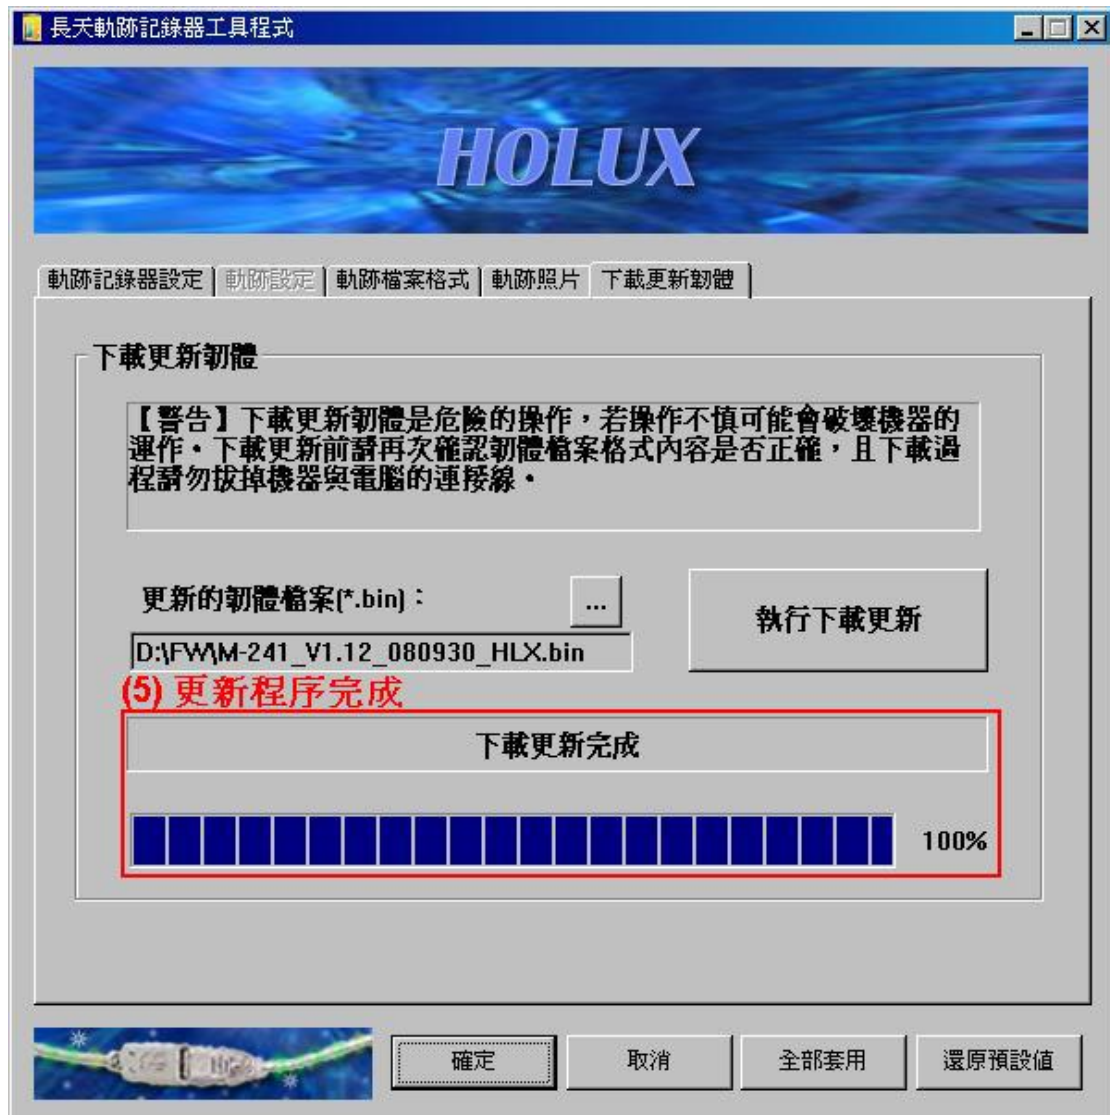 長天軌跡記錄器工具程式
HOLUX
軌跡記錄器設定 軌跡設定 軌跡檔案格式 軌跡照片 下載更新韌體
下載更新韌體
【警告】下載更新韌體是危險的操作，若操作不慎可能會破壞機器的
運作。下載更新前請再次確認韌體檔案格式內容是否正確，且下載過
程請勿拔掉機器與電腦的連接線。
更新的韌體檔案(*.bin)： ...
執行下載更新
D:\FW\M-241_V1.12_080930_HLX.bin
(5) 更新程序完成
下載更新完成
100%
確定 取消 全部套用 還原預設值